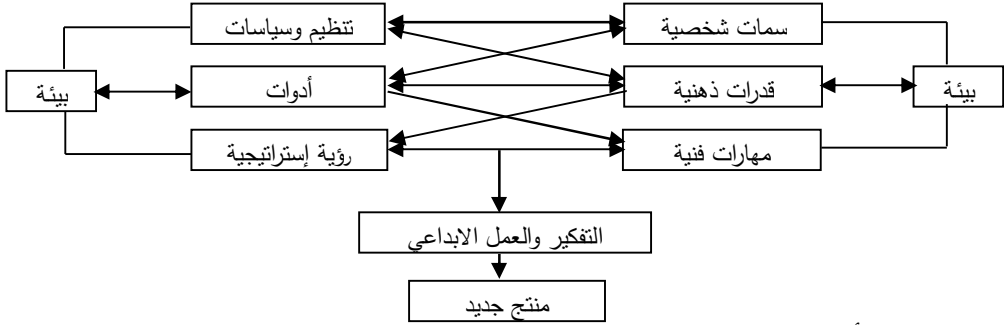 سمات شخصية
تنظيم وسياسات
بيئة
قدرات ذهنية
أدوات
بيئة
مهارات فنية
رؤية إستراتيجية
التفكير والعمل الابداعي
منتج جديد